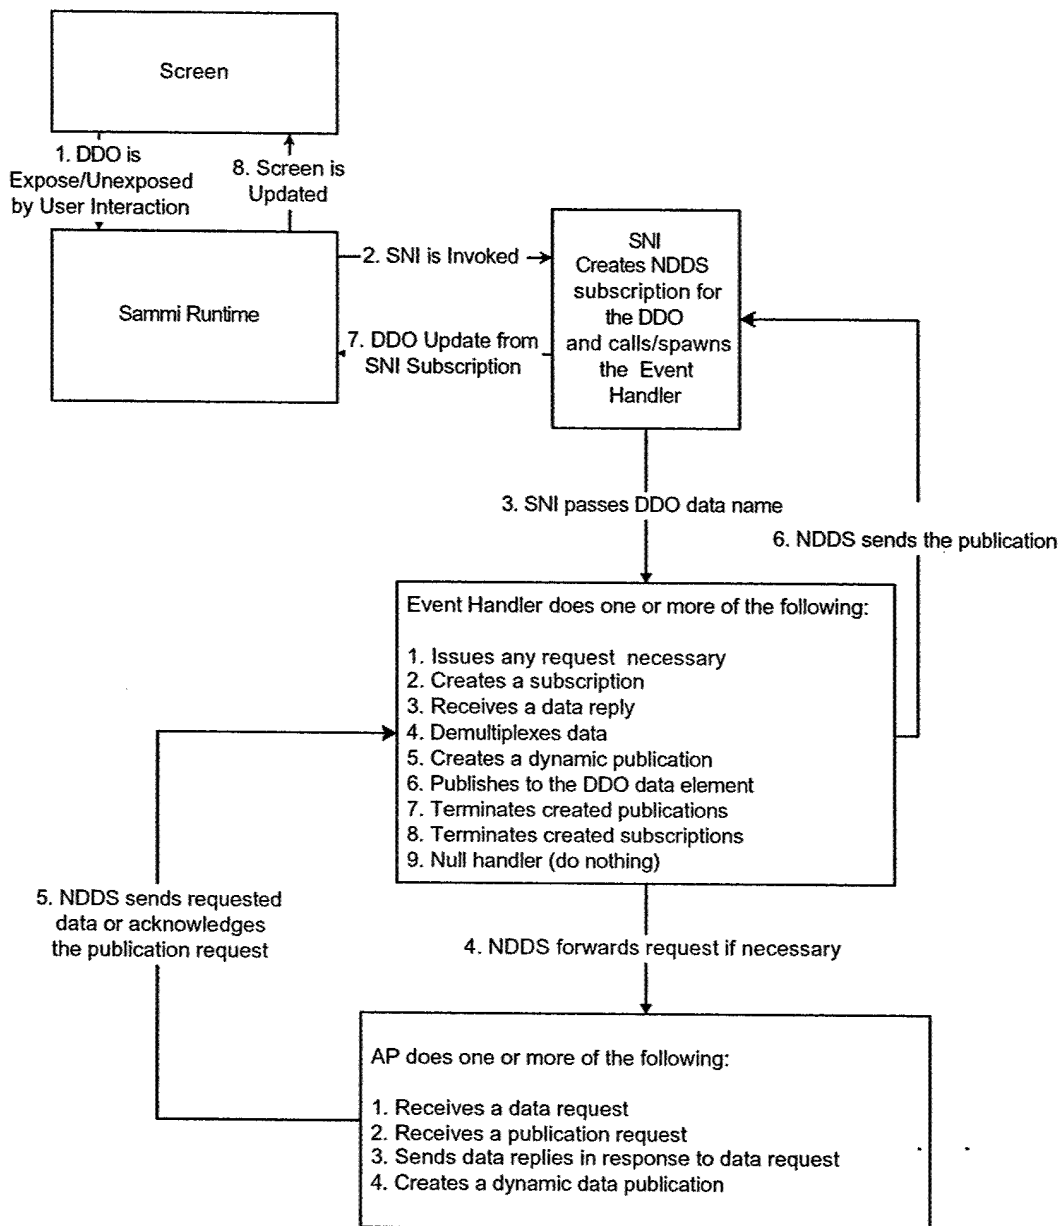 Screen
1. DDO is
Expose/Unexposed
by User Interaction
8. Screen is
Updated
Sammi Runtime
2. SNI is Invoked
7. DDO Update from
SNI Subscription
SNI
Creates NDDS
subscription for
the DDO
and calls/spawns
the Event
Handler
3. SNI passes DDO data name
6. NDDS sends the publication
Event Handler does one or more of the following:
1. Issues any request necessary
2. Creates a subscription
3. Receives a data reply
4. Demultiplexes data
5. Creates a dynamic publication
6. Publishes to the DDO data element
7. Terminates created publications
8. Terminates created subscriptions
9. Null handler (do nothing)
5. NDDS sends requested
data or acknowledges
the publication request
4. NDDS forwards request if necessary
AP does one or more of the following:
1. Receives a data request
2. Receives a publication request
3. Sends data replies in response to data request
4. Creates a dynamic data publication